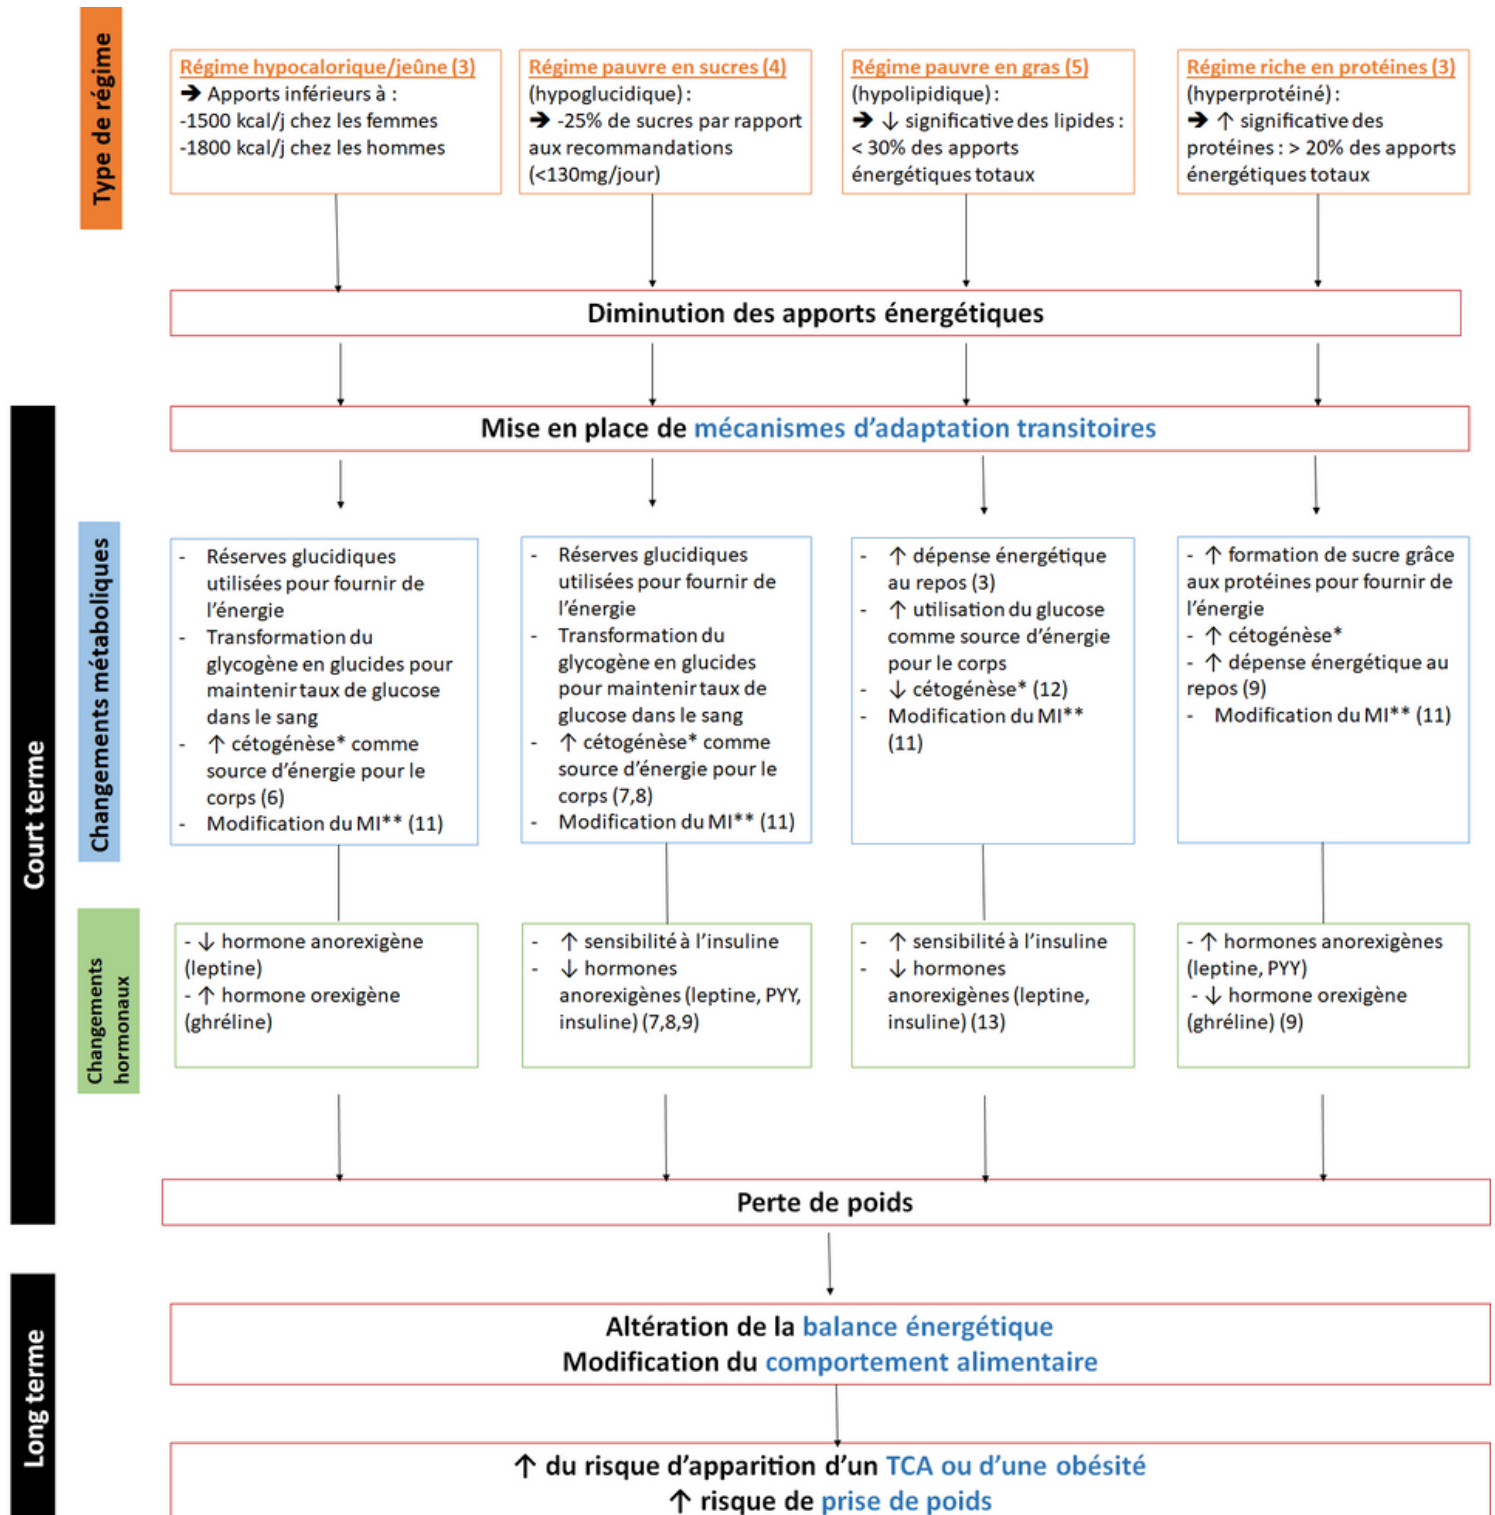 Type de régime
Régime hypocalorique/jeûne (3)
➔ Apports inférieurs à :
-1500 kcal/j chez les femmes
-1800 kcal/j chez les hommes
Régime pauvre en sucres (4)
(hypoglucidique) :
➔ -25% de sucres par rapport
aux recommandations
(<130mg/jour)
Régime pauvre en gras (5)
(hypolipidique) :
➔ ↓ significative des lipides :
< 30% des apports
énergétiques totaux
Régime riche en protéines (3)
(hyperprotéiné) :
➔ ↑ significative des
protéines : > 20% des apports
énergétiques totaux
Diminution des apports énergétiques
Court terme
Mise en place de mécanismes d'adaptation transitoires
Changements métaboliques
- Réserves glucidiques
utilisées pour fournir de
l'énergie
- Transformation du
glycogène en glucides pour
maintenir taux de glucose
dans le sang
- ↑ cétogénèse* comme
source d'énergie pour le
corps (6)
- Modification du MI** (11)
- Réserves glucidiques
utilisées pour fournir de
l'énergie
- Transformation du
glycogène en glucides
pour maintenir taux de
glucose dans le sang
- ↑ cétogénèse* comme
source d'énergie pour le
corps (7,8)
- Modification du MI** (11)
- ↑ dépense énergétique
au repos (3)
- ↑ utilisation du glucose
comme source d'énergie
pour le corps
- ↓ cétogénèse* (12)
- Modification du MI**
(11)
- ↑ formation de sucre grâce
aux protéines pour fournir de
l'énergie
- ↑ cétogénèse*
- ↑ dépense énergétique au
repos (9)
- Modification du MI** (11)
Changements
hormonaux
- ↓ hormone anorexigène
(leptine)
- ↑ hormone orexigène
(ghréline)
- ↑ sensibilité à l'insuline
- ↓ hormones
anorexigènes (leptine, PYY,
insuline) (7,8,9)
- ↑ sensibilité à l'insuline
- ↓ hormones
anorexigènes (leptine,
insuline) (13)
- ↑ hormones anorexigènes
(leptine, PYY)
- ↓ hormone orexigène
(ghréline) (9)
Perte de poids
Long terme
Altération de la balance énergétique
Modification du comportement alimentaire
↑ du risque d'apparition d'un TCA ou d'une obésité
↑ risque de prise de poids